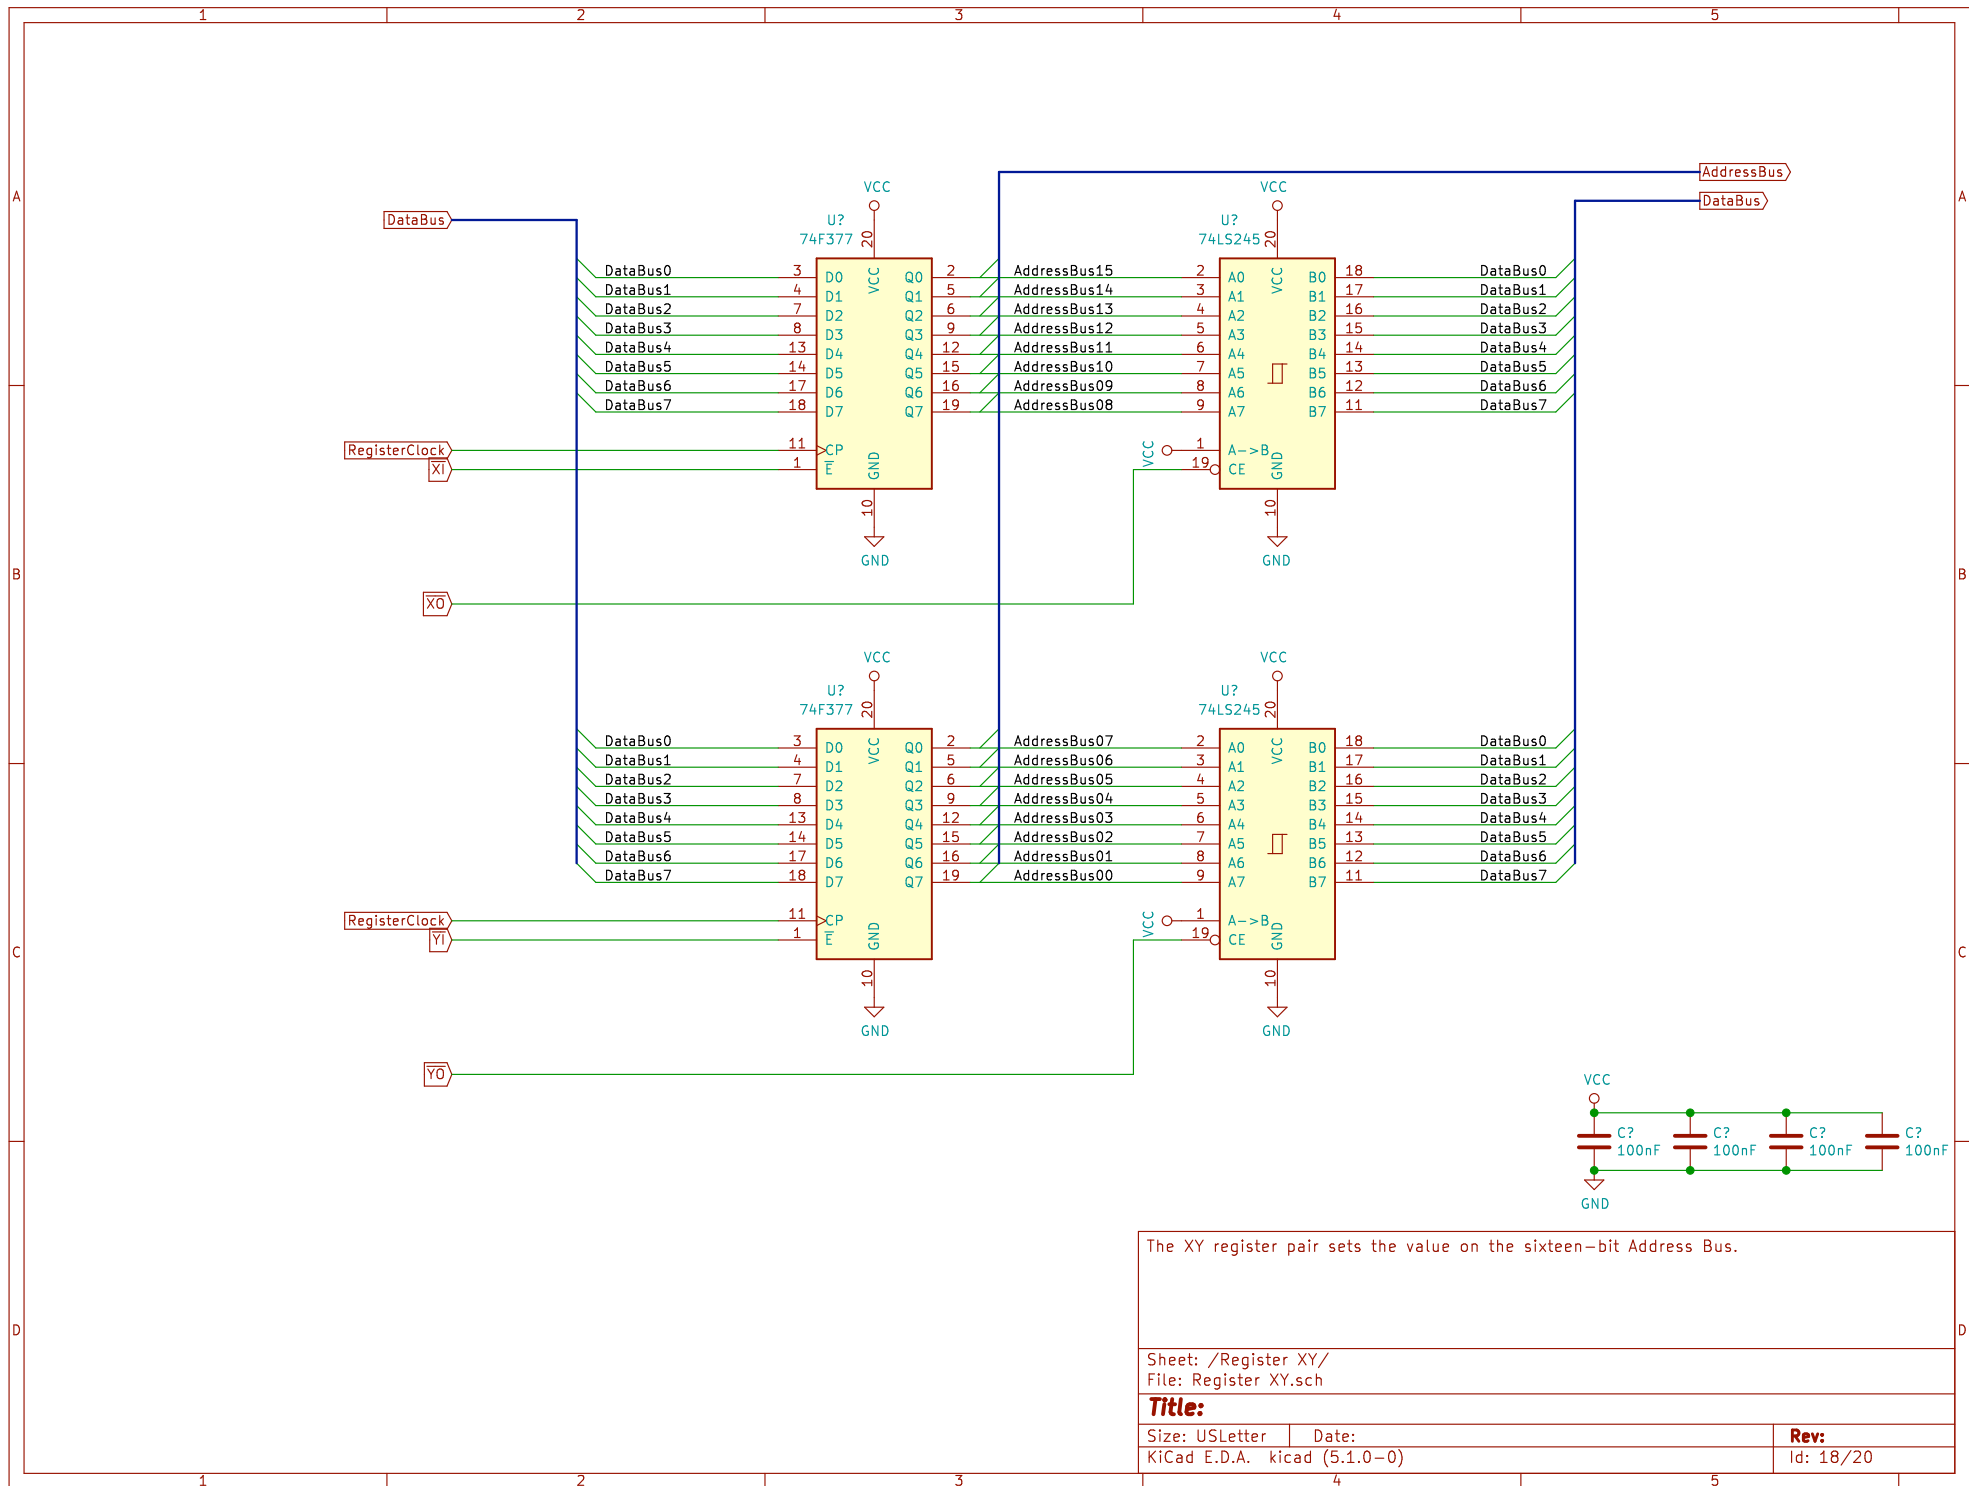 1 2 3 4 5
A A
B B
C C
D D
AddressBus
DataBus
DataBus
VCC
U?
74F377
20
DataBus0 3 D0 VCC Q0 2 AddressBus15
DataBus1 4 D1 Q1 5 AddressBus14
DataBus2 7 D2 Q2 6 AddressBus13
DataBus3 8 D3 Q3 9 AddressBus12
DataBus4 13 D4 Q4 12 AddressBus11
DataBus5 14 D5 Q5 15 AddressBus10
DataBus6 17 D6 Q6 16 AddressBus09
DataBus7 18 D7 Q7 19 AddressBus08
RegisterClock 11 CP
X̅I̅ 1 E̅ GND
10
GND
VCC
U?
74LS245
20
2 A0 VCC B0 18 DataBus0
3 A1 B1 17 DataBus1
4 A2 B2 16 DataBus2
5 A3 B3 15 DataBus3
6 A4 B4 14 DataBus4
7 A5 B5 13 DataBus5
8 A6 B6 12 DataBus6
9 A7 B7 11 DataBus7
VCC 1 A->B
19 CE GND
10
GND
X̅O̅
VCC
U?
74F377
20
DataBus0 3 D0 VCC Q0 2 AddressBus07
DataBus1 4 D1 Q1 5 AddressBus06
DataBus2 7 D2 Q2 6 AddressBus05
DataBus3 8 D3 Q3 9 AddressBus04
DataBus4 13 D4 Q4 12 AddressBus03
DataBus5 14 D5 Q5 15 AddressBus02
DataBus6 17 D6 Q6 16 AddressBus01
DataBus7 18 D7 Q7 19 AddressBus00
RegisterClock 11 CP
Y̅I̅ 1 E̅ GND
10
GND
VCC
U?
74LS245
20
2 A0 VCC B0 18 DataBus0
3 A1 B1 17 DataBus1
4 A2 B2 16 DataBus2
5 A3 B3 15 DataBus3
6 A4 B4 14 DataBus4
7 A5 B5 13 DataBus5
8 A6 B6 12 DataBus6
9 A7 B7 11 DataBus7
VCC 1 A->B
19 CE GND
10
GND
Y̅O̅
VCC
C? C? C? C?
100nF 100nF 100nF 100nF
GND
The XY register pair sets the value on the sixteen-bit Address Bus.
Sheet: /Register XY/
File: Register XY.sch
Title:
Size: USLetter Date: Rev:
KiCad E.D.A. kicad (5.1.0-0) Id: 18/20
1 2 3 4 5